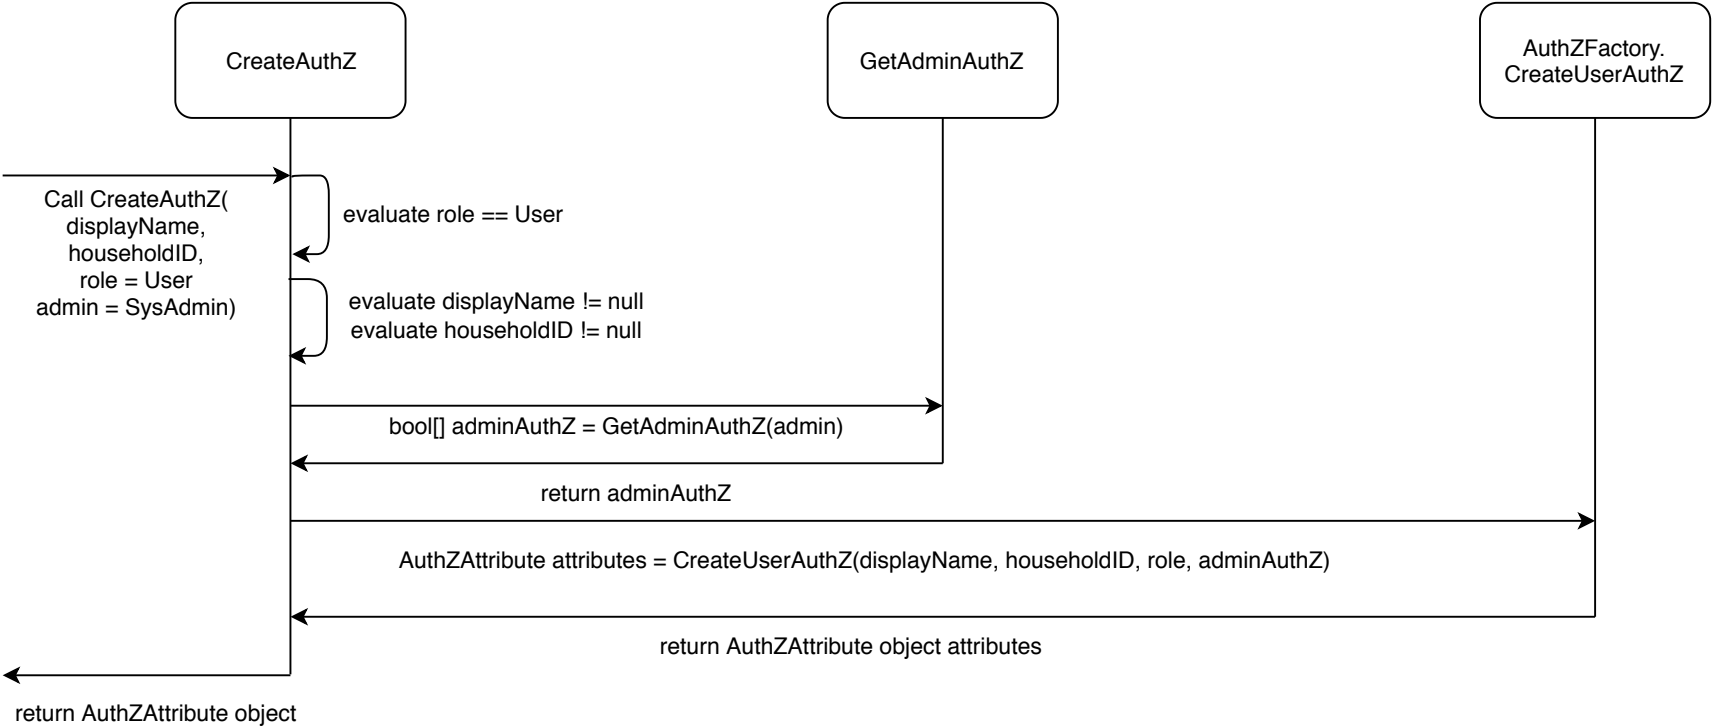 CreateAuthZ
GetAdminAuthZ
AuthZFactory.
CreateUserAuthZ
Call CreateAuthZ(
displayName,
householdID,
role = User
admin = SysAdmin)
evaluate role == User
evaluate displayName != null
evaluate householdID != null
bool[] adminAuthZ = GetAdminAuthZ(admin)
return adminAuthZ
AuthZAttribute attributes = CreateUserAuthZ(displayName, householdID, role, adminAuthZ)
return AuthZAttribute object attributes
return AuthZAttribute object